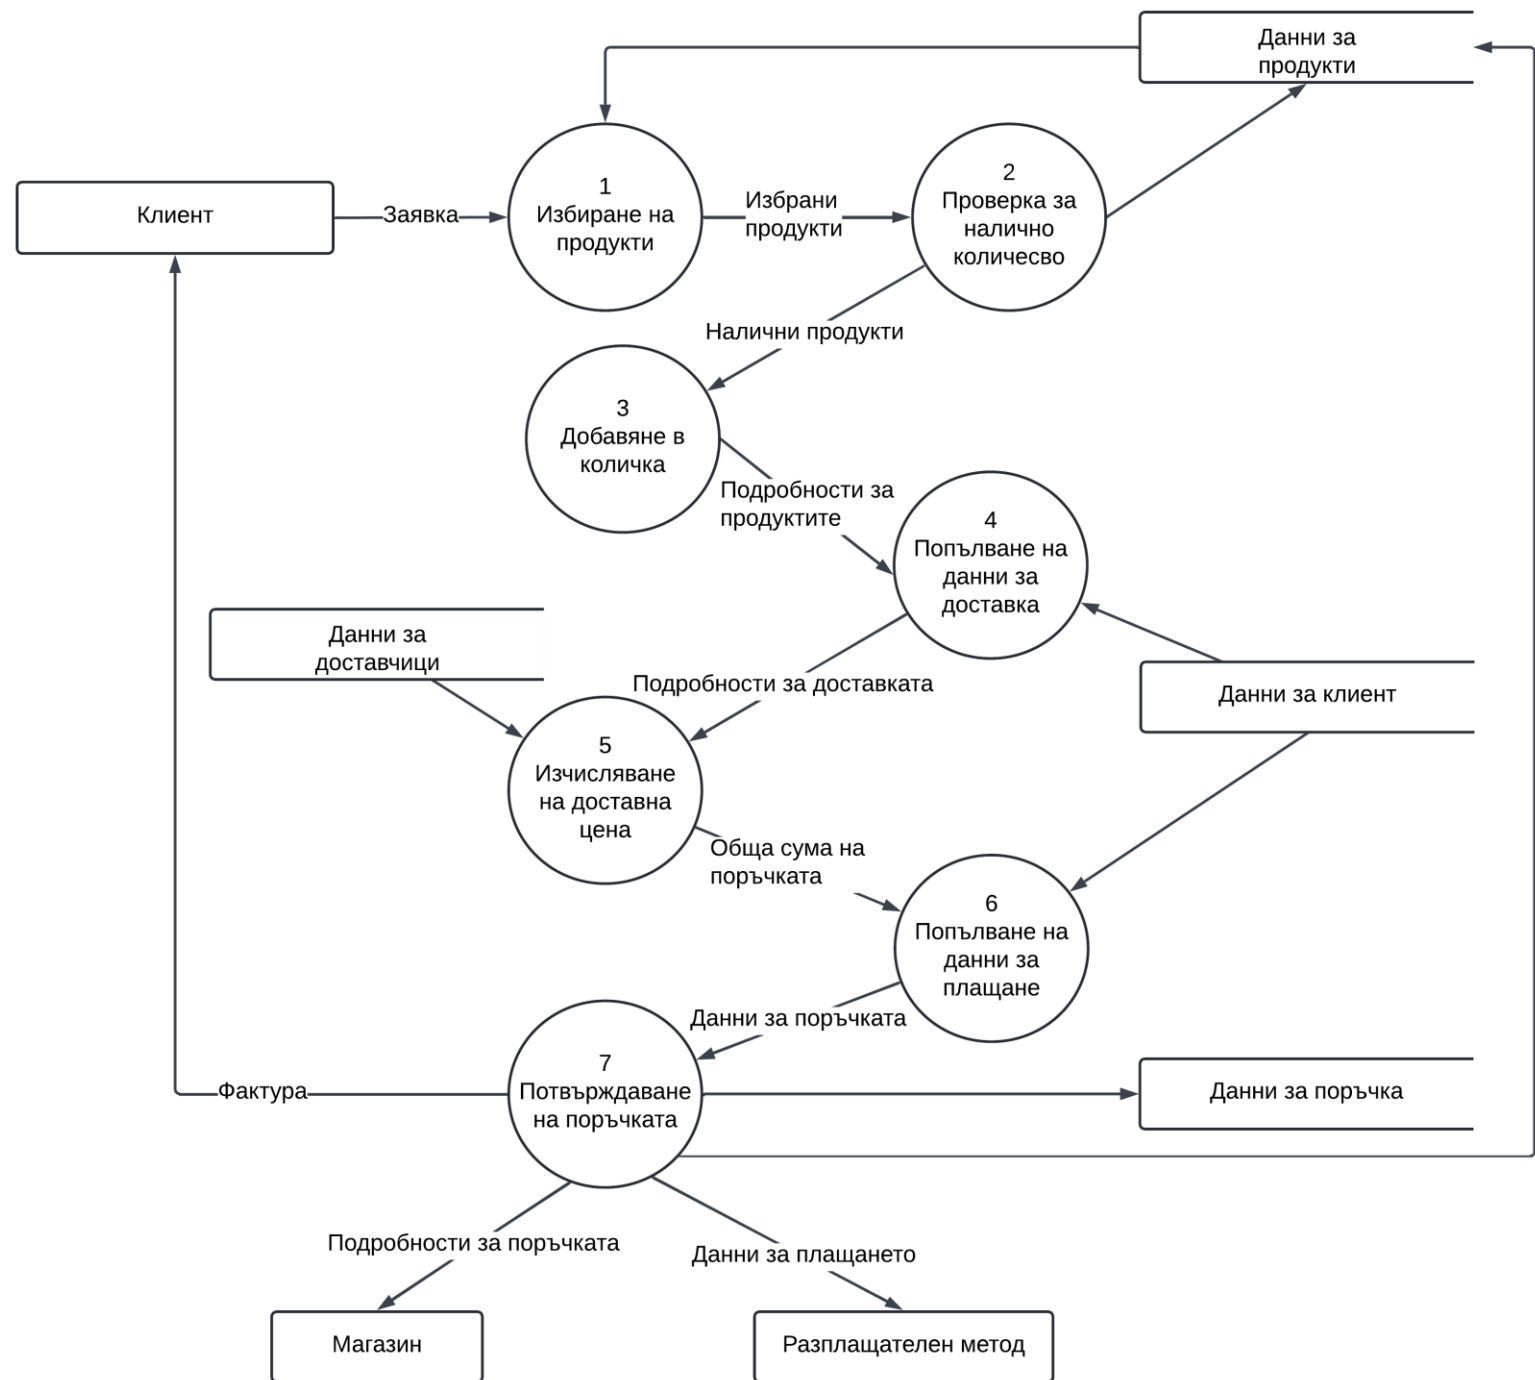 Данни за
продукти
Клиент
Заявка
1
Избиране на
продукти
Избрани
продукти
2
Проверка за
налично
количесво
Налични продукти
3
Добавяне в
количка
Подробности за
продуктите
4
Попълване на
данни за
доставка
Данни за
доставчици
Подробности за доставката
Данни за клиент
5
Изчисляване
на доставна
цена
Обща сума на
поръчката
6
Попълване на
данни за
плащане
Данни за поръчката
7
Потвърждаване
на поръчката
Фактура
Данни за поръчка
Подробности за поръчката
Данни за плащането
Магазин
Разплащателен метод